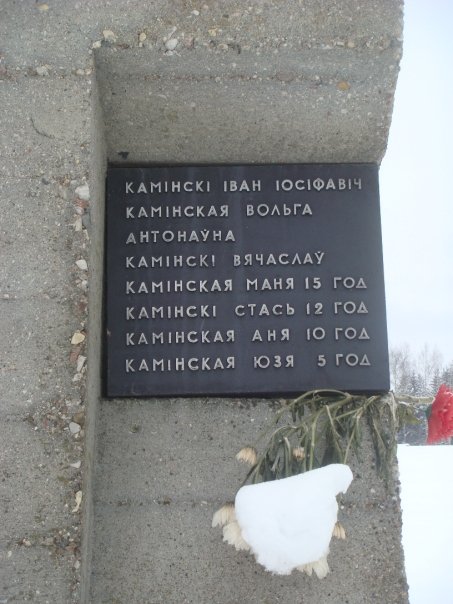 КАМІНСКІ ІВАН ІОСІФАВІЧ
КАМІНСКАЯ ВОЛЬГА
АНТОНАЎНА
КАМІНСКІ ВЯЧАСЛАЎ
КАМІНСКАЯ МАНЯ 15 ГОД
КАМІНСКІ СТАСЬ 12 ГОД
КАМІНСКАЯ АНЯ 10 ГОД
КАМІНСКАЯ ЮЗЯ 5 ГОД